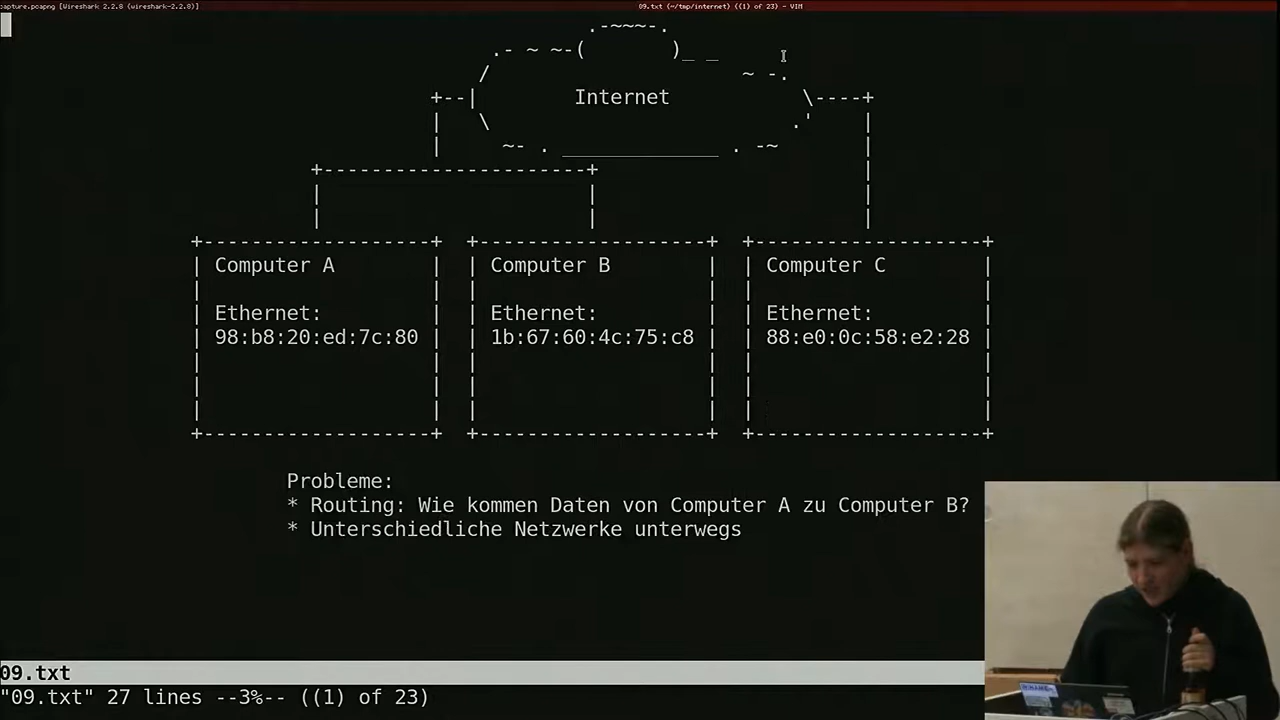 capture.pcapng [Wireshark 2.2.8 (wireshark-2.2.8)]
09.txt (~/tmp/internet) ((1) of 23) - VIM
Internet
Computer A
Ethernet:
98:b8:20:ed:7c:80
Computer B
Ethernet:
1b:67:60:4c:75:c8
Computer C
Ethernet:
88:e0:0c:58:e2:28
Probleme:
* Routing: Wie kommen Daten von Computer A zu Computer B?
* Unterschiedliche Netzwerke unterwegs
09.txt
"09.txt" 27 lines --3%-- ((1) of 23)